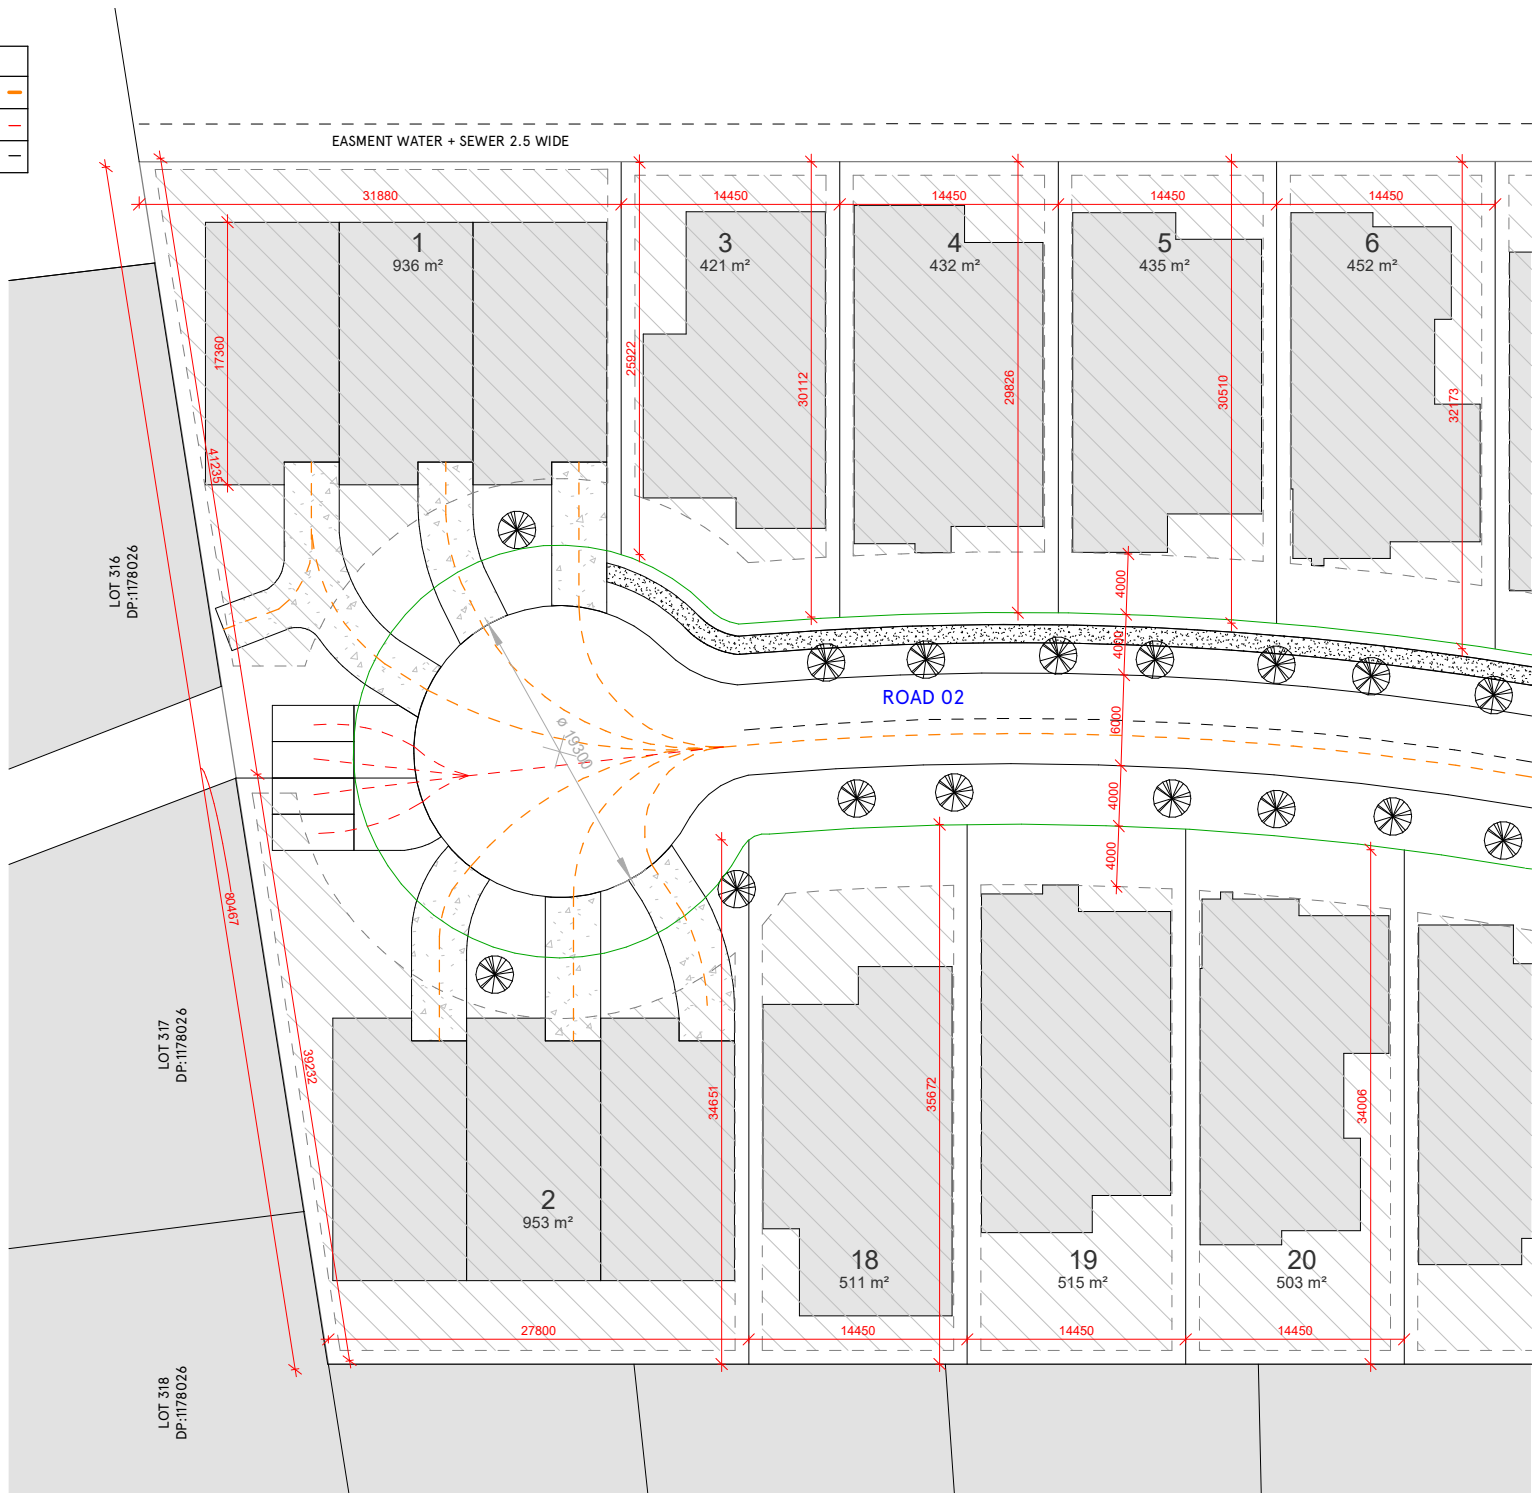 EASMENT WATER + SEWER 2.5 WIDE
31880
14450
14450
14450
14450
1
936 m²
3
421 m²
4
432 m²
5
435 m²
6
452 m²
17360
25922
30112
29826
30510
32173
41235
LOT 316
DP:1178026
4000
4000
ROAD 02
6000
ø 19300
4000
4000
80467
LOT 317
DP:1178026
39232
34651
35672
34006
2
953 m²
18
511 m²
19
515 m²
20
503 m²
27800
14450
14450
14450
LOT 318
DP:1178026